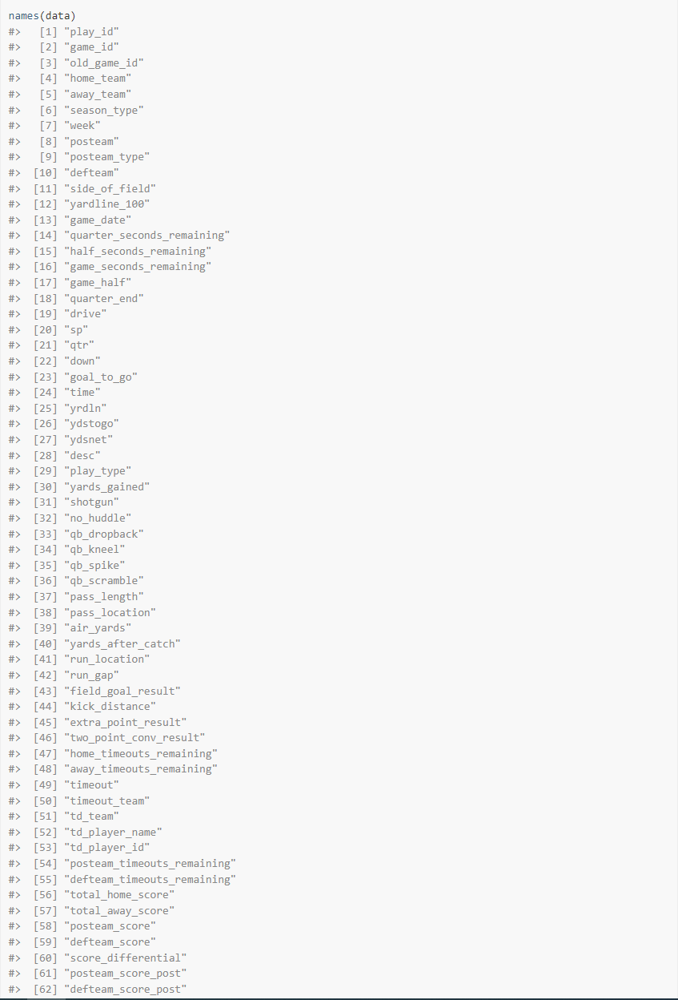 names(data)
#>   [1] "play_id"
#>   [2] "game_id"
#>   [3] "old_game_id"
#>   [4] "home_team"
#>   [5] "away_team"
#>   [6] "season_type"
#>   [7] "week"
#>   [8] "posteam"
#>   [9] "posteam_type"
#>  [10] "defteam"
#>  [11] "side_of_field"
#>  [12] "yardline_100"
#>  [13] "game_date"
#>  [14] "quarter_seconds_remaining"
#>  [15] "half_seconds_remaining"
#>  [16] "game_seconds_remaining"
#>  [17] "game_half"
#>  [18] "quarter_end"
#>  [19] "drive"
#>  [20] "sp"
#>  [21] "qtr"
#>  [22] "down"
#>  [23] "goal_to_go"
#>  [24] "time"
#>  [25] "yrdln"
#>  [26] "ydstogo"
#>  [27] "ydsnet"
#>  [28] "desc"
#>  [29] "play_type"
#>  [30] "yards_gained"
#>  [31] "shotgun"
#>  [32] "no_huddle"
#>  [33] "qb_dropback"
#>  [34] "qb_kneel"
#>  [35] "qb_spike"
#>  [36] "qb_scramble"
#>  [37] "pass_length"
#>  [38] "pass_location"
#>  [39] "air_yards"
#>  [40] "yards_after_catch"
#>  [41] "run_location"
#>  [42] "run_gap"
#>  [43] "field_goal_result"
#>  [44] "kick_distance"
#>  [45] "extra_point_result"
#>  [46] "two_point_conv_result"
#>  [47] "home_timeouts_remaining"
#>  [48] "away_timeouts_remaining"
#>  [49] "timeout"
#>  [50] "timeout_team"
#>  [51] "td_team"
#>  [52] "td_player_name"
#>  [53] "td_player_id"
#>  [54] "posteam_timeouts_remaining"
#>  [55] "defteam_timeouts_remaining"
#>  [56] "total_home_score"
#>  [57] "total_away_score"
#>  [58] "posteam_score"
#>  [59] "defteam_score"
#>  [60] "score_differential"
#>  [61] "posteam_score_post"
#>  [62] "defteam_score_post"